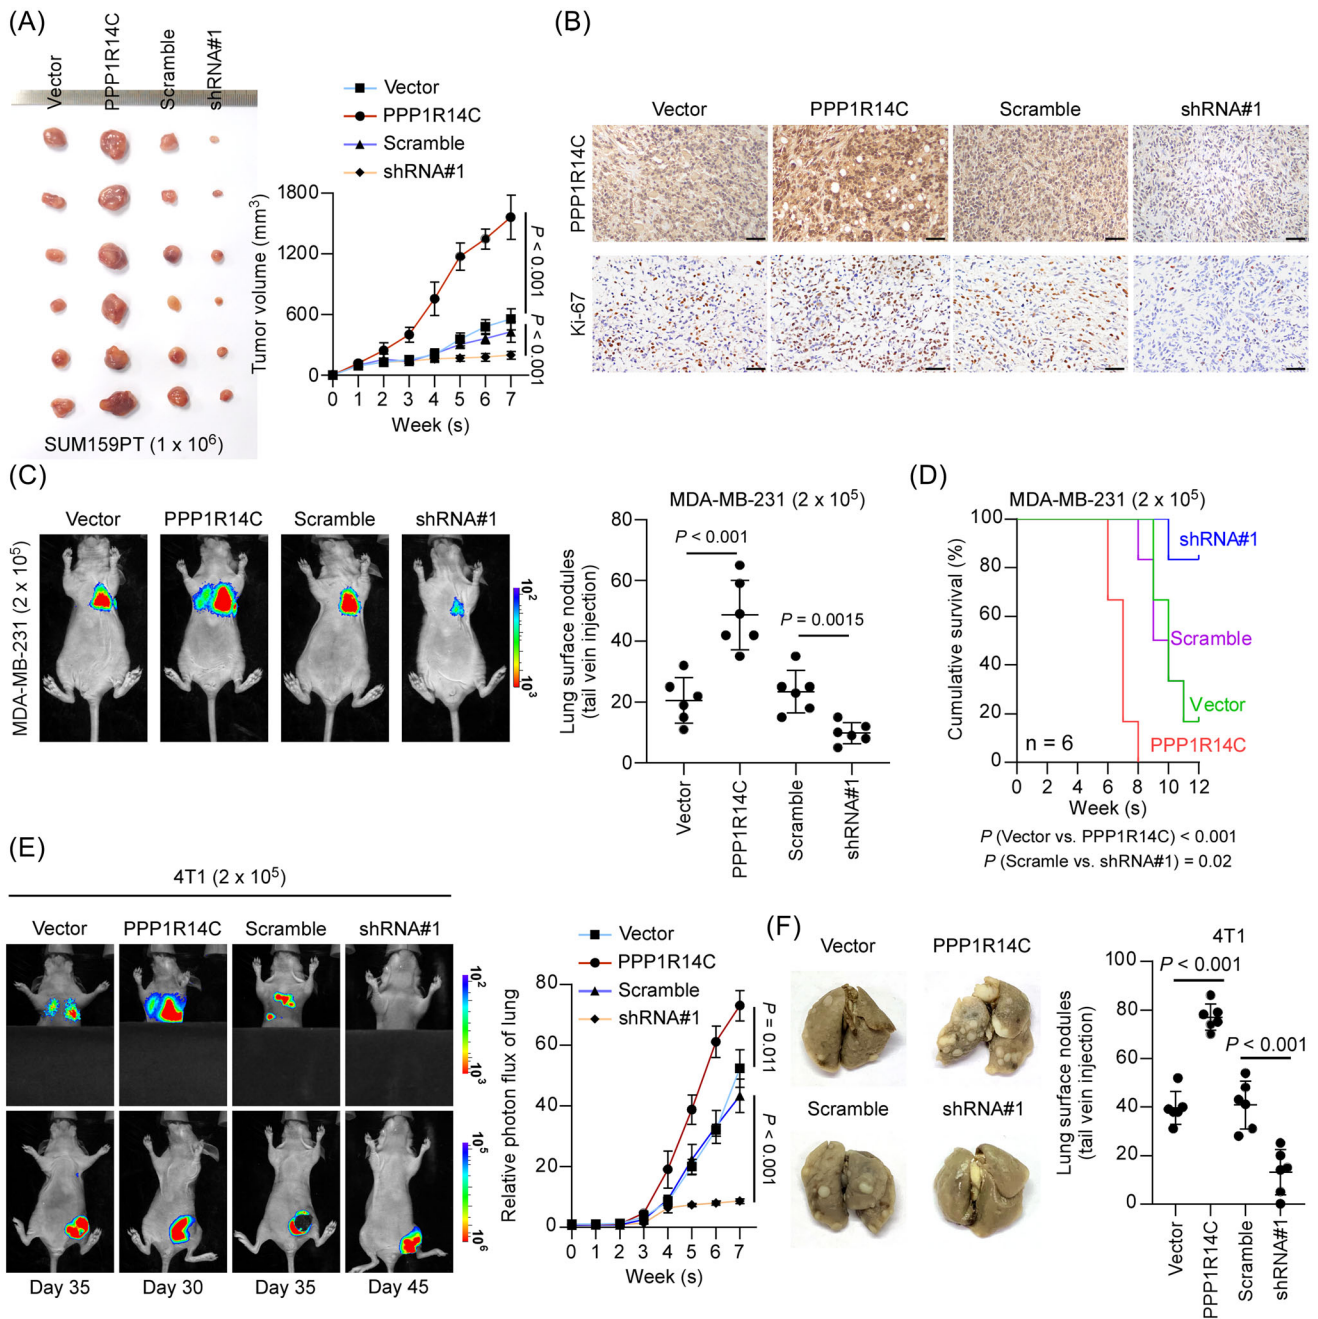 (A)
Vector
PPP1R14C
Scramble
shRNA#1
Vector
PPP1R14C
Scramble
shRNA#1
Tumor volume (mm3)
1800
1200
600
0
0 1 2 3 4 5 6 7
Week (s)
P < 0.001
P < 0.001
SUM159PT (1 x 106)
(B)
Vector PPP1R14C Scramble shRNA#1
PPP1R14C
Ki-67
(C)
Vector PPP1R14C Scramble shRNA#1
MDA-MB-231 (2 x 105)
102
103
MDA-MB-231 (2 x 105)
Lung surface nodules
(tail vein injection)
80
60
40
20
0
P < 0.001
P = 0.0015
Vector
PPP1R14C
Scramble
shRNA#1
(D)
MDA-MB-231 (2 x 105)
Cumulative survival (%)
100
80
60
40
20
0
shRNA#1
Scramble
Vector
PPP1R14C
n = 6
0 2 4 6 8 10 12
Week (s)
P (Vector vs. PPP1R14C) < 0.001
P (Scramle vs. shRNA#1) = 0.02
(E)
4T1 (2 x 105)
Vector PPP1R14C Scramble shRNA#1
102
103
105
106
Day 35 Day 30 Day 35 Day 45
Vector
PPP1R14C
Scramble
shRNA#1
Relative photon flux of lung
80
60
40
20
0
0 1 2 3 4 5 6 7
Week (s)
P = 0.011
P < 0.001
(F)
Vector PPP1R14C
Scramble shRNA#1
4T1
Lung surface nodules
(tail vein injection)
100
80
60
40
20
0
P < 0.001
P < 0.001
Vector
PPP1R14C
Scramble
shRNA#1